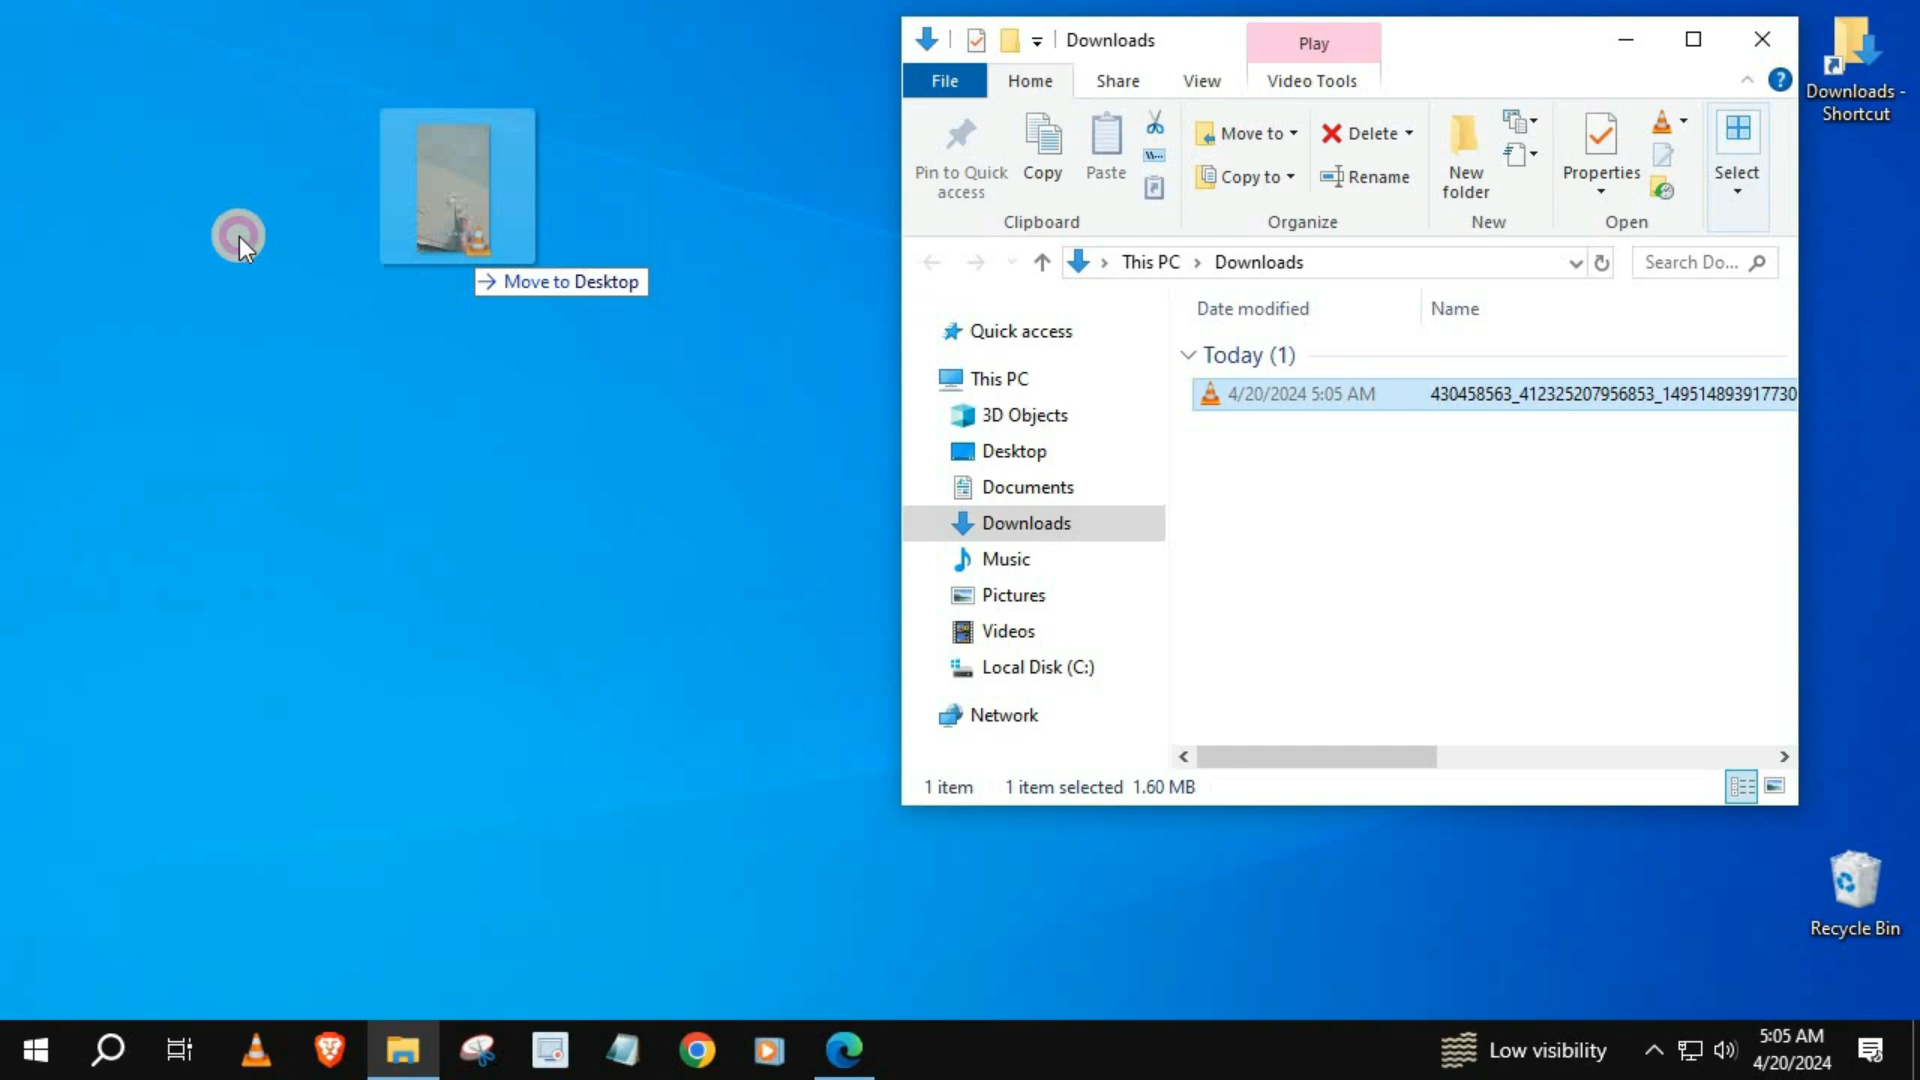 Downloads
Play
File
Home
Share
View
Video Tools
Pin to Quick
access
Copy
Paste
Move to
Copy to
Delete
Rename
New
folder
Properties
Select
Clipboard
Organize
New
Open
This PC
Downloads
Search Do...
Date modified
Name
Today (1)
4/20/2024 5:05 AM
430458563_412325207956853_149514893917730
Quick access
This PC
3D Objects
Desktop
Documents
Downloads
Music
Pictures
Videos
Local Disk (C:)
Network
1 item
1 item selected 1.60 MB
Move to Desktop
Downloads -
Shortcut
Recycle Bin
Low visibility
5:05 AM
4/20/2024